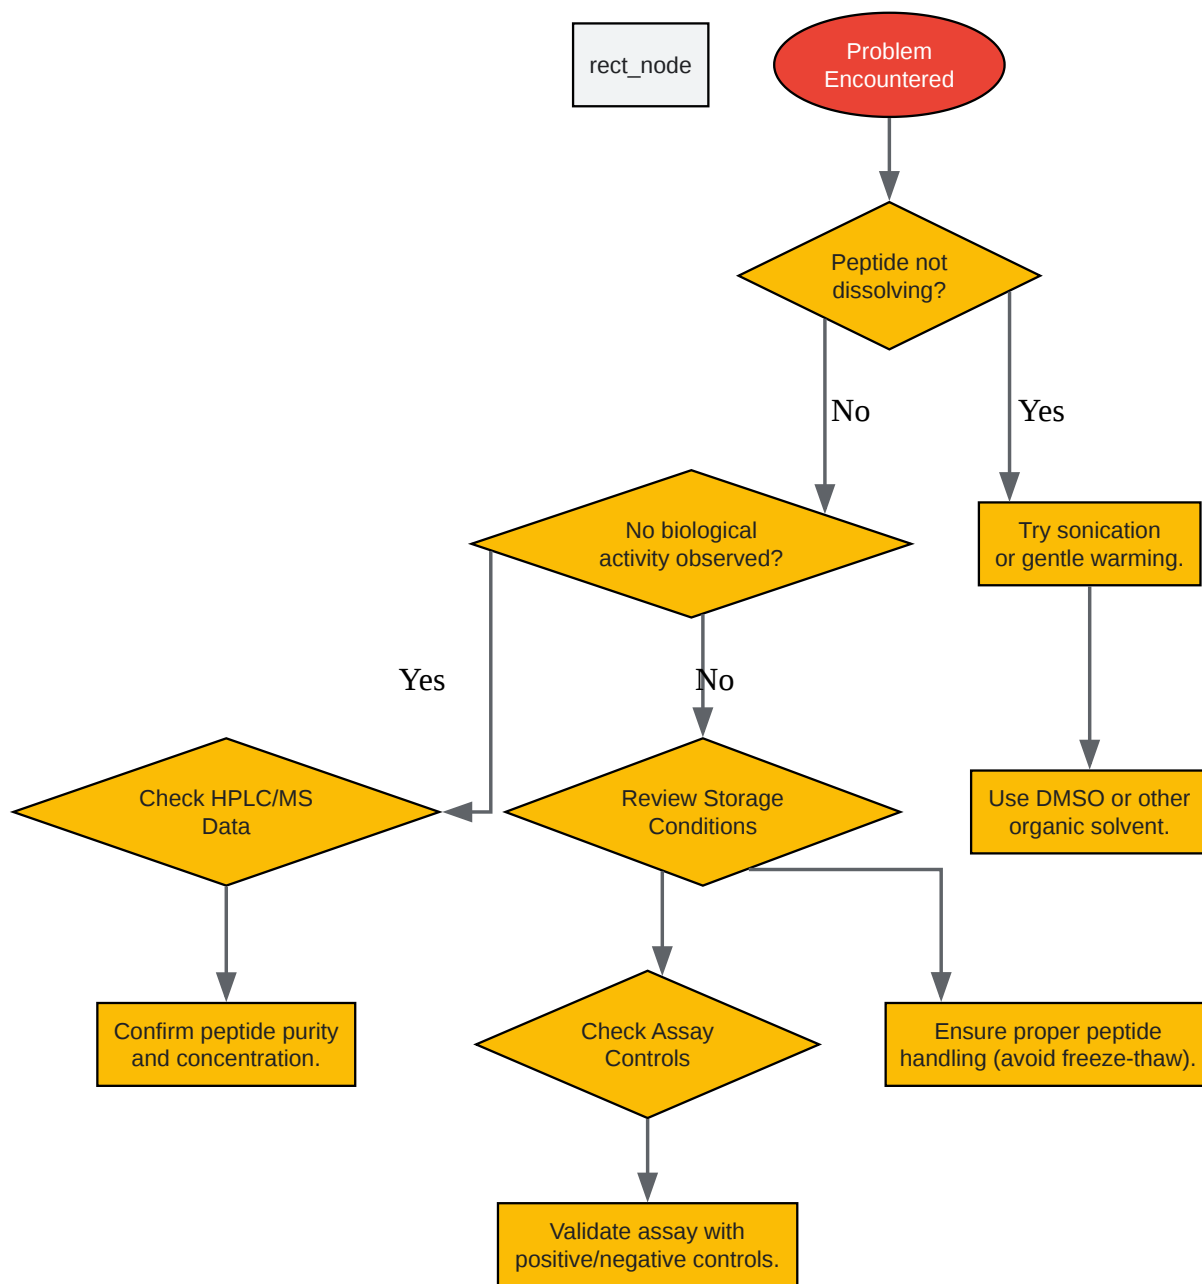 rect_node
Problem
Encountered
Peptide not
dissolving?
No
Yes
No biological
activity observed?
Try sonication
or gentle warming.
Yes
No
Check HPLC/MS
Data
Review Storage
Conditions
Use DMSO or other
organic solvent.
Confirm peptide purity
and concentration.
Check Assay
Controls
Ensure proper peptide
handling (avoid freeze-thaw).
Validate assay with
positive/negative controls.